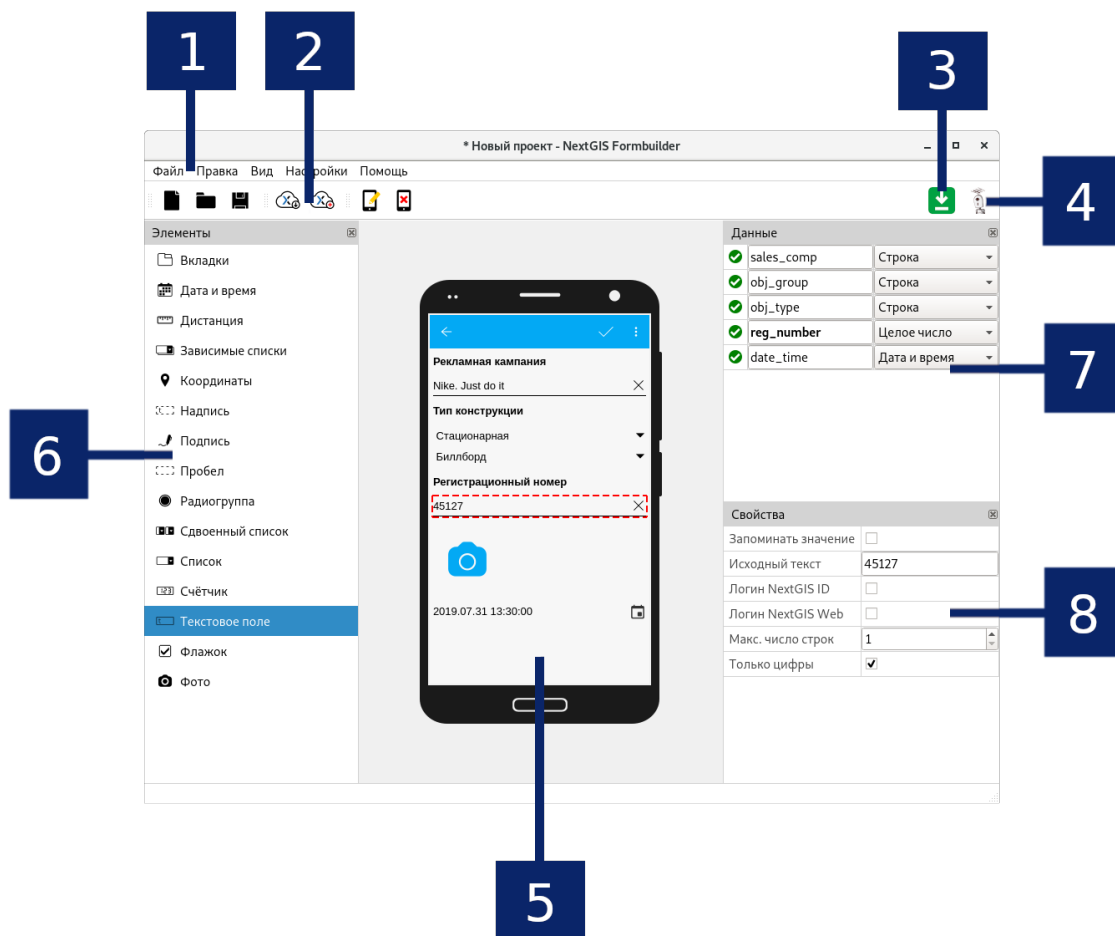 1
2
3
* Новый проект - NextGIS Formbuilder
Файл Правка Вид Настройки Помощь
4
Элементы
Вкладки
Дата и время
Дистанция
Зависимые списки
Координаты
Надпись
Подпись
Пробел
Радиогруппа
Сдвоенный список
Список
Счётчик
Текстовое поле
Флажок
Фото
6
Рекламная кампания
Nike. Just do it
Тип конструкции
Стационарная
Биллборд
Регистрационный номер
45127
2019.07.31 13:30:00
5
Данные
sales_comp Строка
obj_group Строка
obj_type Строка
reg_number Целое число
date_time Дата и время
7
Свойства
Запоминать значение
Исходный текст 45127
Логин NextGIS ID
Логин NextGIS Web
Макс. число строк 1
Только цифры
8